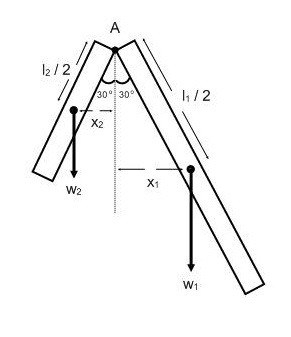 A
l₂ / 2
l₁ / 2
30° 30°
x₂
w₂
x₁
w₁